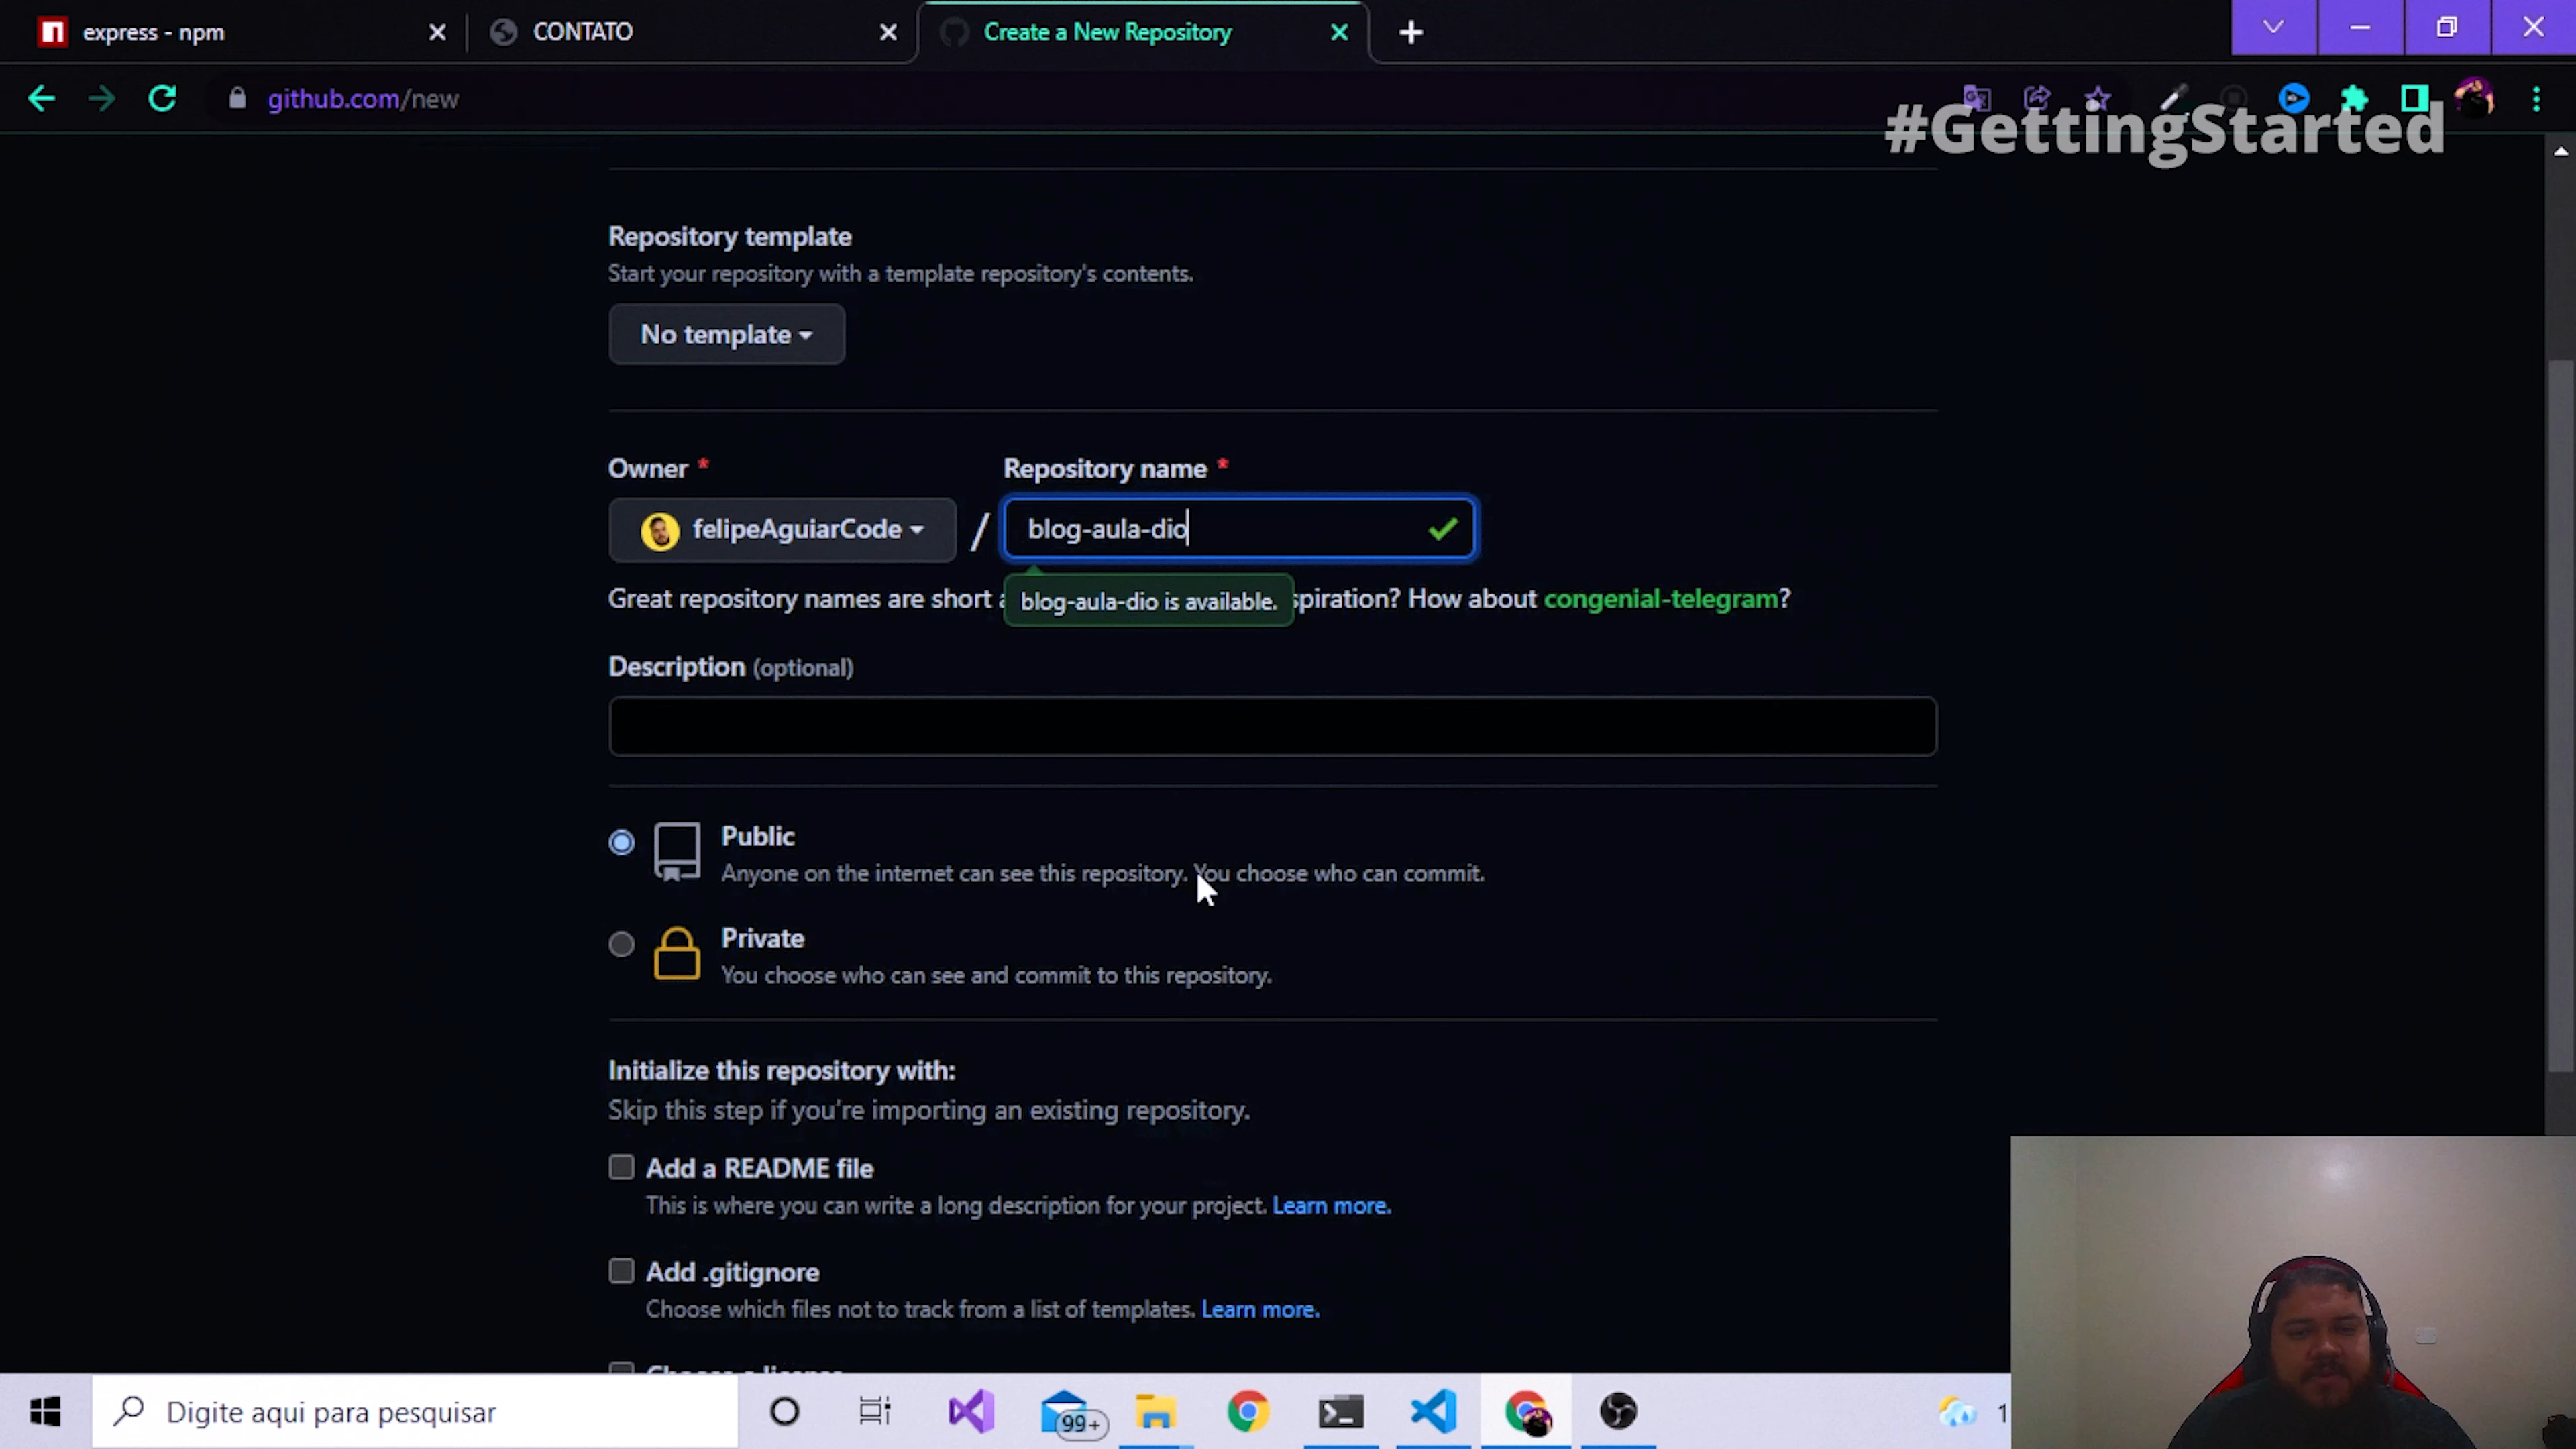 express - npm
CONTATO
Create a New Repository
github.com/new
#GettingStarted
Repository template
Start your repository with a template repository's contents.
No template
Owner *
Repository name *
felipeAguiarCode
/
blog-aula-dio
Great repository names are short
blog-aula-dio is available.
spiration? How about congenial-telegram?
Description (optional)
Public
Anyone on the internet can see this repository. You choose who can commit.
Private
You choose who can see and commit to this repository.
Initialize this repository with:
Skip this step if you're importing an existing repository.
Add a README file
This is where you can write a long description for your project. Learn more.
Add .gitignore
Choose which files not to track from a list of templates. Learn more.
Choose a license
Digite aqui para pesquisar
99+
1